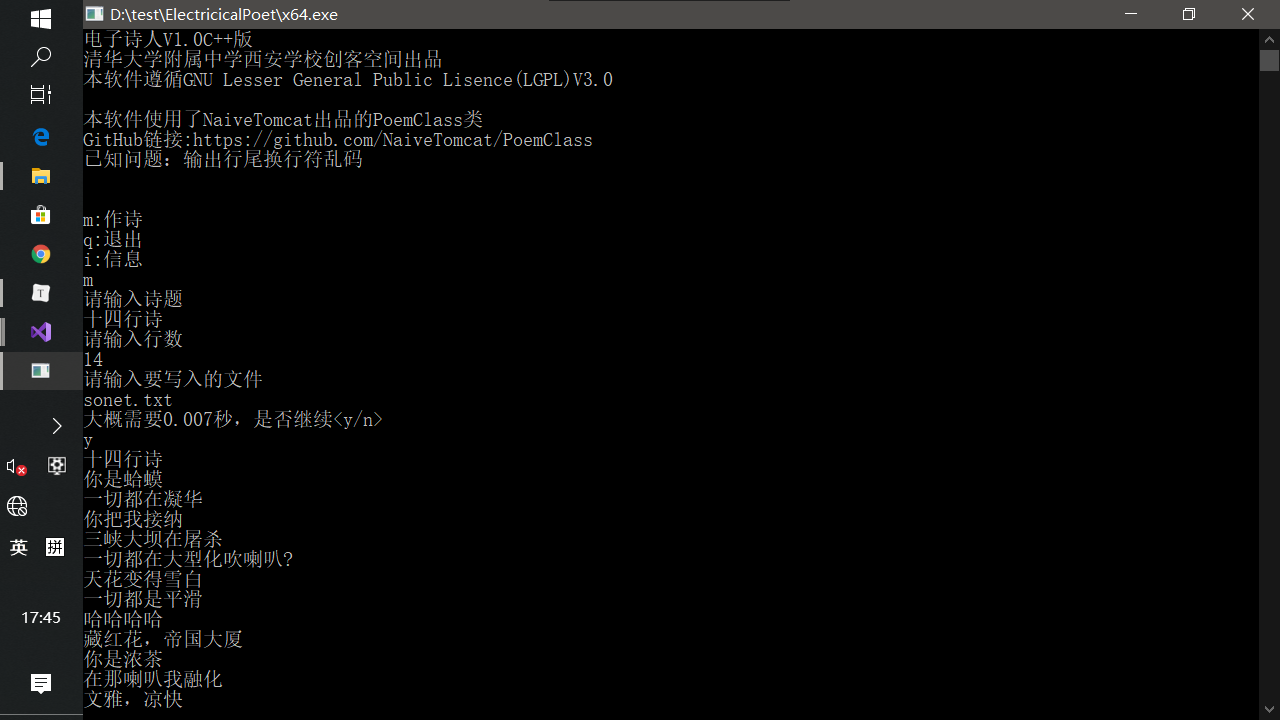 D:\test\ElectricicalPoet\x64.exe
电子诗人V1.0C++版
清华大学附属中学西安学校创客空间出品
本软件遵循GNU Lesser General Public Lisence(LGPL)V3.0
本软件使用了NaiveTomcat出品的PoemClass类
GitHub链接:https://github.com/NaiveTomcat/PoemClass
已知问题：输出行尾换行符乱码
m:作诗
q:退出
i:信息
m
请输入诗题
十四行诗
请输入行数
14
请输入要写入的文件
sonet.txt
大概需要0.007秒，是否继续<y/n>
y
十四行诗
你是蛤蟆
一切都在凝华
你把我接纳
三峡大坝在屠杀
一切都在大型化吹喇叭?
天花变得雪白
一切都是平滑
哈哈哈哈
藏红花，帝国大厦
你是浓茶
在那喇叭我融化
文雅，凉快
英 拼
17:45